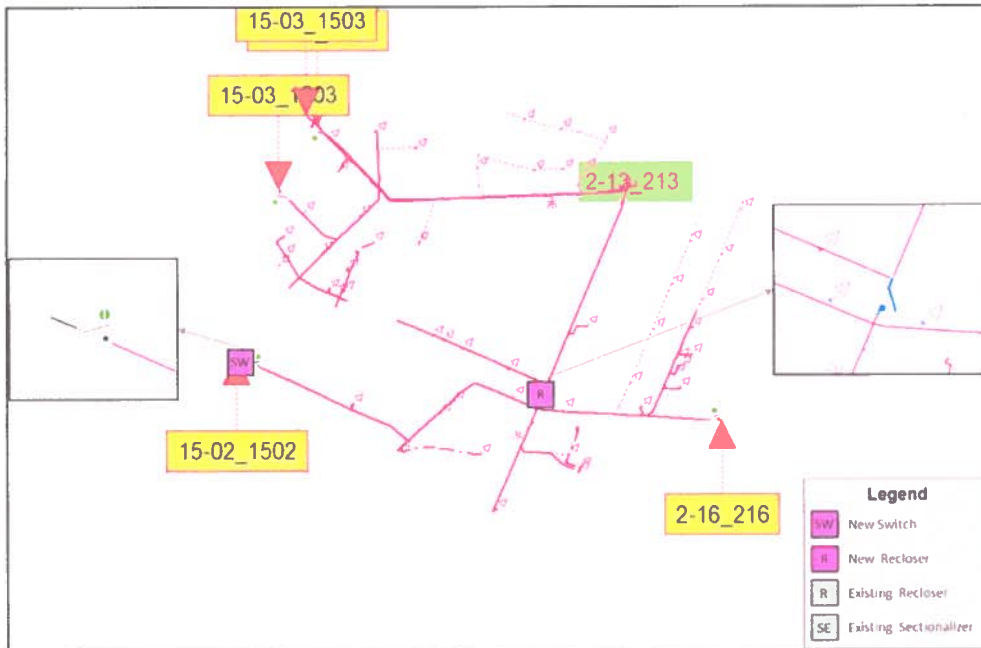 15-03_1503
15-03_1503
2-13_213
SW
R
15-02_1502
2-16_216
Legend
SW New Switch
R New Recloser
R Existing Recloser
SE Existing Sectionalizer